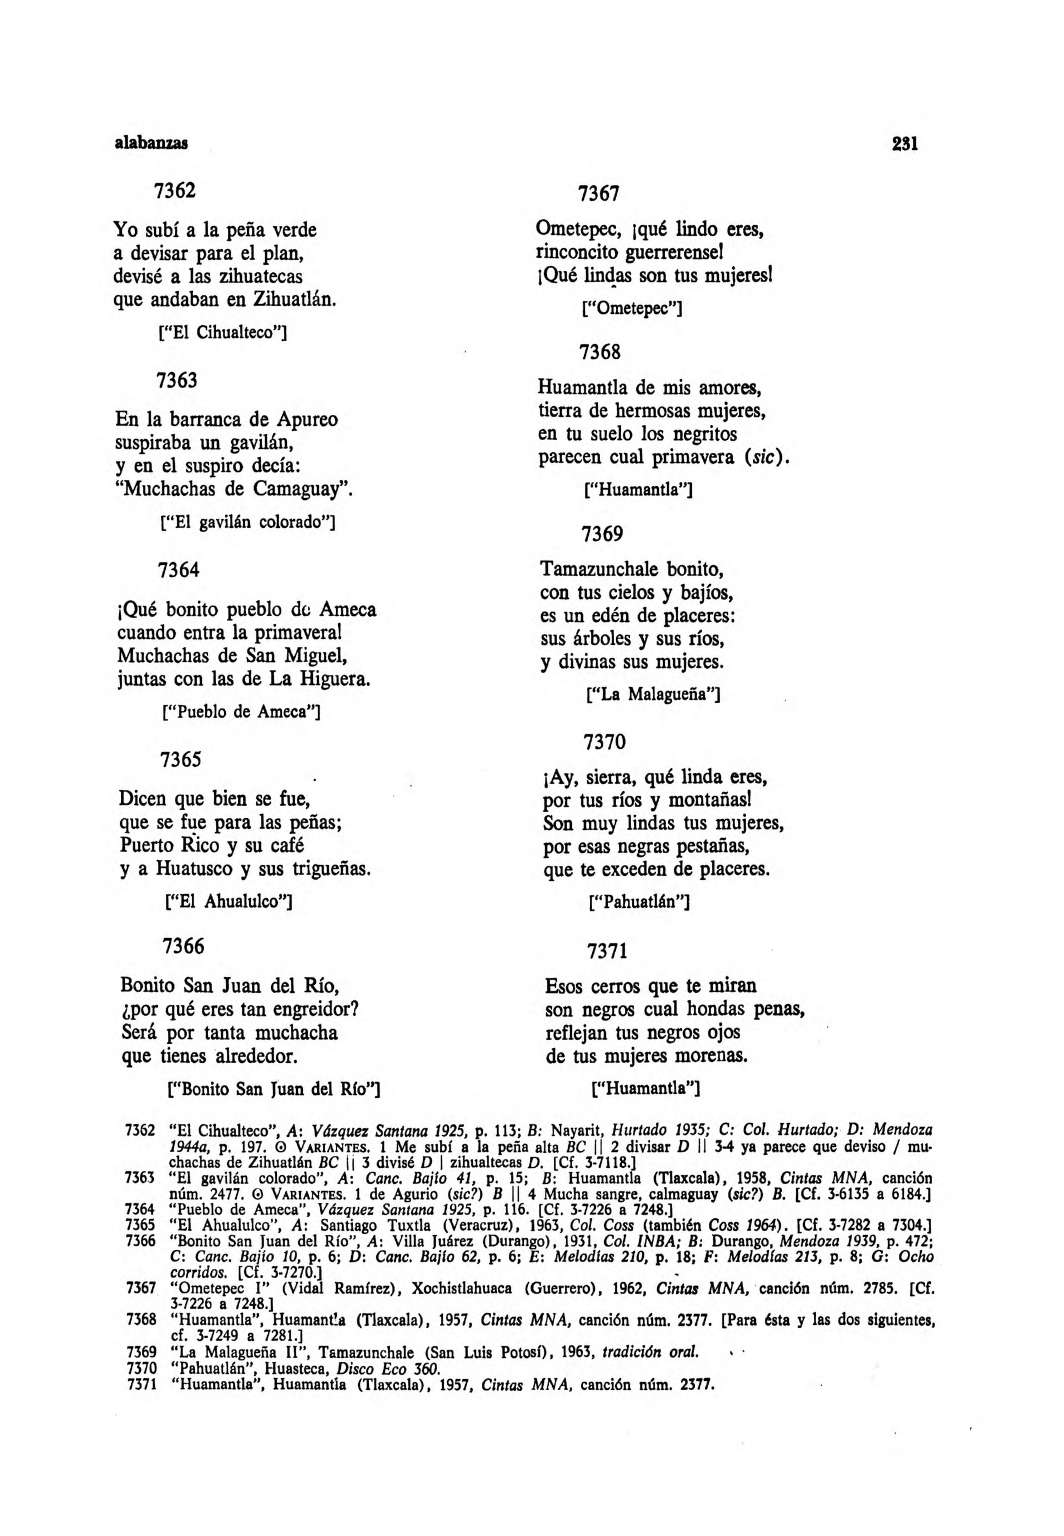 alabanzas 231
7362
Yo subí a la peña verde
a devisar para el plan,
devisé a las zihuatecas
que andaban en Zihuatlán.
["El Cihualteco"]
7363
En la barranca de Apureo
suspiraba un gavilán,
y en el suspiro decía:
"Muchachas de Camaguay".
["El gavilán colorado"]
7364
¡Qué bonito pueblo de Ameca
cuando entra la primavera!
Muchachas de San Miguel,
juntas con las de La Higuera.
["Pueblo de Ameca"]
7365
Dicen que bien se fue,
que se fue para las peñas;
Puerto Rico y su café
y a Huatusco y sus trigueñas.
["El Ahualulco"]
7366
Bonito San Juan del Río,
¿por qué eres tan engreidor?
Será por tanta muchacha
que tienes alrededor.
["Bonito San Juan del Río"]
7367
Ometepec, ¡qué lindo eres,
rinconcito guerrerense!
¡Qué lindas son tus mujeres!
["Ometepec"]
7368
Huamantla de mis amores,
tierra de hermosas mujeres,
en tu suelo los negritos
parecen cual primavera (sic).
["Huamantla"]
7369
Tamazunchale bonito,
con tus cielos y bajíos,
es un edén de placeres:
sus árboles y sus ríos,
y divinas sus mujeres.
["La Malagueña"]
7370
¡Ay, sierra, qué linda eres,
por tus ríos y montañas!
Son muy lindas tus mujeres,
por esas negras pestañas,
que te exceden de placeres.
["Pahuatlán"]
7371
Esos cerros que te miran
son negros cual hondas penas,
reflejan tus negros ojos
de tus mujeres morenas.
["Huamantla"]
7362 "El Cihualteco", A: Vázquez Santana 1925, p. 113; B: Nayarit, Hurtado 1935; C: Col. Hurtado; D: Mendoza
1944a, p. 197. ⊙ VARIANTES. 1 Me subí a la peña alta BC || 2 divisar D || 3-4 ya parece que deviso / mu-
chachas de Zihuatlán BC || 3 divisé D | zihualtecas D. [Cf. 3-7118.]
7363 "El gavilán colorado", A: Canc. Bajío 41, p. 15; B: Huamantla (Tlaxcala), 1958, Cintas MNA, canción
núm. 2477. ⊙ VARIANTES. 1 de Agurio (sic?) B || 4 Mucha sangre, calmaguay (sic?) B. [Cf. 3-6135 a 6184.]
7364 "Pueblo de Ameca", Vázquez Santana 1925, p. 116. [Cf. 3-7226 a 7248.]
7365 "El Ahualulco", A: Santiago Tuxtla (Veracruz), 1963, Col. Coss (también Coss 1964). [Cf. 3-7282 a 7304.]
7366 "Bonito San Juan del Río", A: Villa Juárez (Durango), 1931, Col. INBA; B: Durango, Mendoza 1939, p. 472;
C: Canc. Bajío 10, p. 6; D: Canc. Bajío 62, p. 6; E: Melodías 210, p. 18; F: Melodías 213, p. 8; G: Ocho
corridos. [Cf. 3-7270.]
7367 "Ometepec I" (Vidal Ramírez), Xochistlahuaca (Guerrero), 1962, Cintas MNA, canción núm. 2785. [Cf.
3-7226 a 7248.]
7368 "Huamantla", Huamantla (Tlaxcala), 1957, Cintas MNA, canción núm. 2377. [Para ésta y las dos siguientes,
cf. 3-7249 a 7281.]
7369 "La Malagueña II", Tamazunchale (San Luis Potosí), 1963, tradición oral.
7370 "Pahuatlán", Huasteca, Disco Eco 360.
7371 "Huamantla", Huamantla (Tlaxcala), 1957, Cintas MNA, canción núm. 2377.